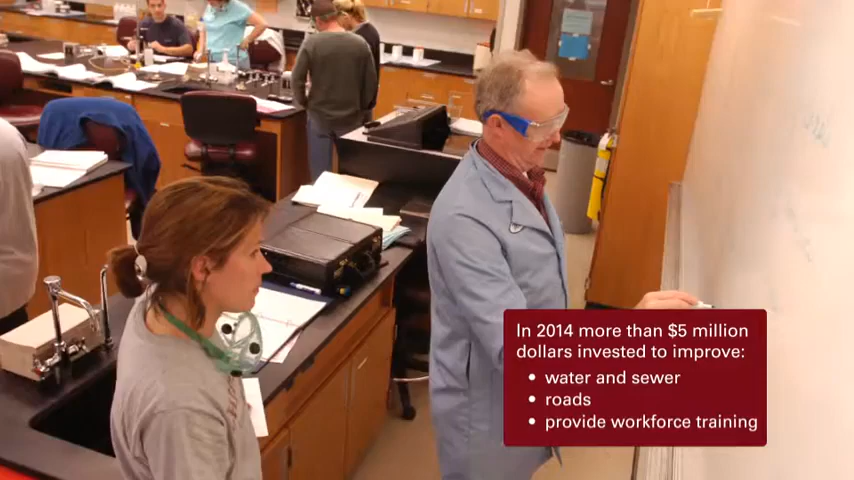 In 2014 more than $5 million
dollars invested to improve:
• water and sewer
• roads
• provide workforce training